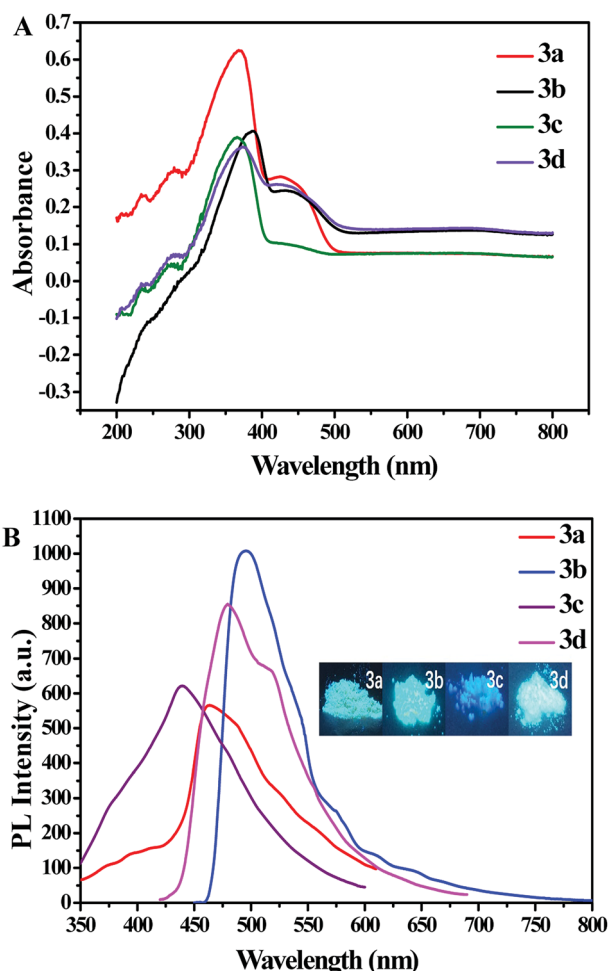 A
Absorbance
0.7
0.6
0.5
0.4
0.3
0.2
0.1
0.0
-0.1
-0.2
-0.3
3a
3b
3c
3d
200 300 400 500 600 700 800
Wavelength (nm)
B
PL Intensity (a.u.)
1100
1000
900
800
700
600
500
400
300
200
100
0
3a
3b
3c
3d
3a 3b 3c 3d
350 400 450 500 550 600 650 700 750 800
Wavelength (nm)